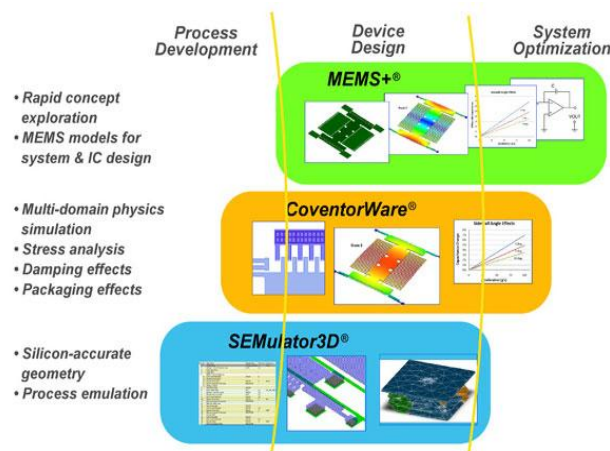 Process
Development
Device
Design
System
Optimization
MEMS+®
• Rapid concept
exploration
• MEMS models for
system & IC design
VOUT
CoventorWare®
• Multi-domain physics
simulation
• Stress analysis
• Damping effects
• Packaging effects
SEMulator3D®
• Silicon-accurate
geometry
• Process emulation